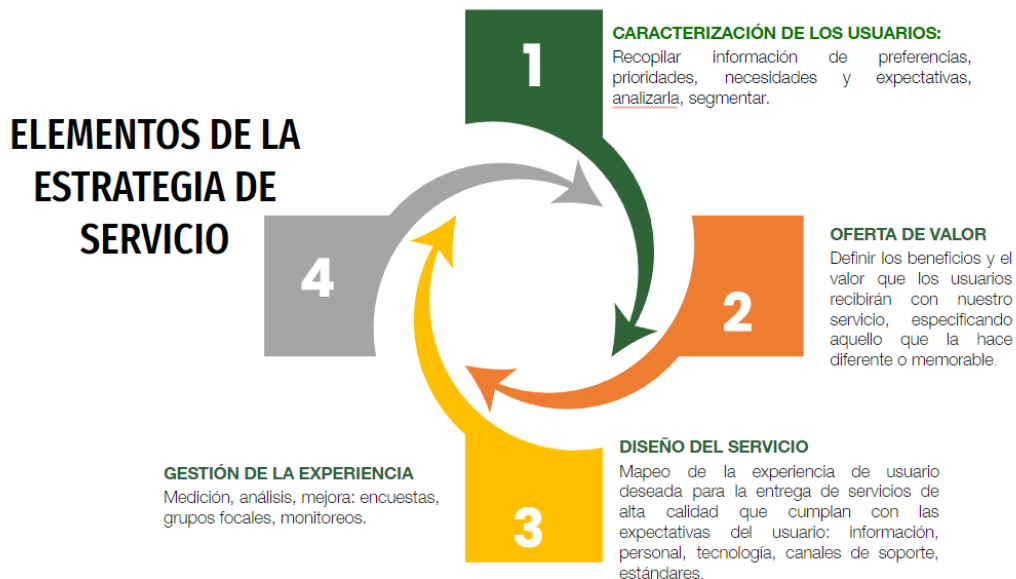 ELEMENTOS DE LA
ESTRATEGIA DE
SERVICIO
1
CARACTERIZACIÓN DE LOS USUARIOS:
Recopilar información de preferencias,
prioridades, necesidades y expectativas,
analizarla, segmentar.
2
OFERTA DE VALOR
Definir los beneficios y el
valor que los usuarios
recibirán con nuestro
servicio, especificando
aquello que la hace
diferente o memorable.
3
DISEÑO DEL SERVICIO
Mapeo de la experiencia de usuario
deseada para la entrega de servicios de
alta calidad que cumplan con las
expectativas del usuario: información,
personal, tecnología, canales de soporte,
estándares.
4
GESTIÓN DE LA EXPERIENCIA
Medición, análisis, mejora: encuestas,
grupos focales, monitoreos.